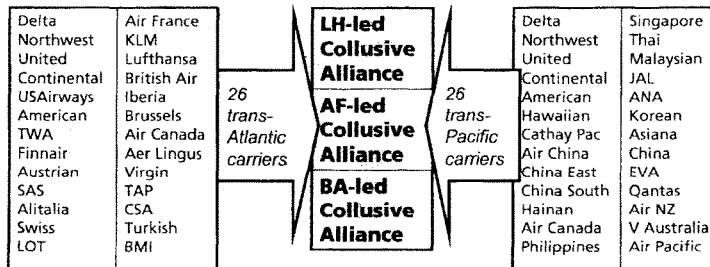 Delta
Northwest
United
Continental
USAirways
American
TWA
Finnair
Austrian
SAS
Alitalia
Swiss
LOT
Air France
KLM
Lufthansa
British Air
Iberia
Brussels
Air Canada
Aer Lingus
Virgin
TAP
CSA
Turkish
BMI
26
trans-
Atlantic
carriers
LH-led
Collusive
Alliance
AF-led
Collusive
Alliance
BA-led
Collusive
Alliance
26
trans-
Pacific
carriers
Delta
Northwest
United
Continental
American
Hawaiian
Cathay Pac
Air China
China East
China South
Hainan
Air Canada
Philippines
Singapore
Thai
Malaysian
JAL
ANA
Korean
Asiana
China
EVA
Qantas
Air NZ
V Australia
Air Pacific